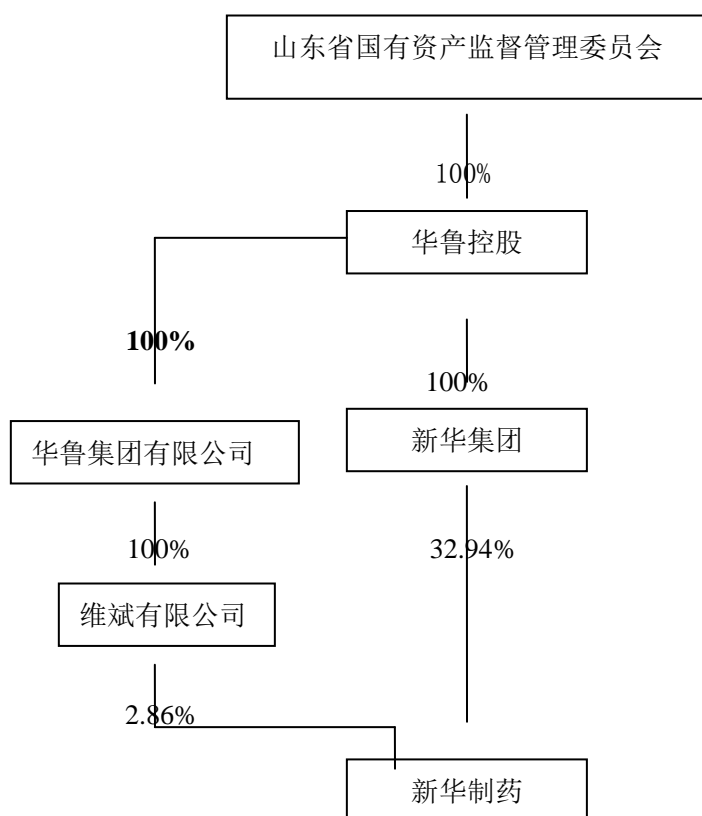 山东省国有资产监督管理委员会
100%
华鲁控股
100%
100%
华鲁集团有限公司
新华集团
100%
32.94%
维斌有限公司
2.86%
新华制药